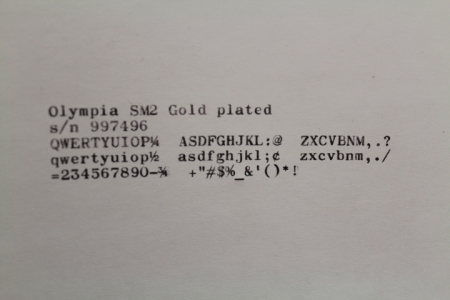 Olympia SM2 Gold plated
s/n 997496
QWERTYUIOP¼  ASDFGHJKL:@  ZXCVBNM,.?
qwertyuiop½  asdfghjkl;¢  zxcvbnm,./
=234567890-¾  +"#$%_&'()*!